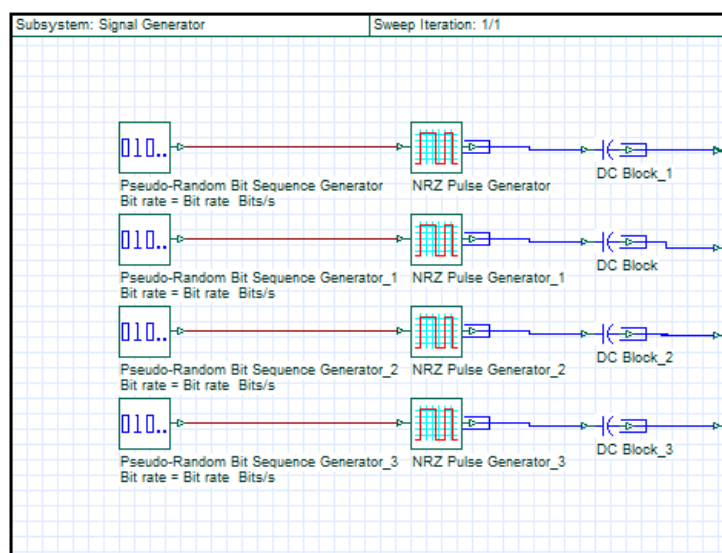 Subsystem: Signal Generator Sweep Iteration: 1/1
010..
DC Block_1
Pseudo-Random Bit Sequence Generator NRZ Pulse Generator
Bit rate = Bit rate Bits/s
010..
DC Block
Pseudo-Random Bit Sequence Generator_1 NRZ Pulse Generator_1
Bit rate = Bit rate Bits/s
010..
DC Block_2
Pseudo-Random Bit Sequence Generator_2 NRZ Pulse Generator_2
Bit rate = Bit rate Bits/s
010..
DC Block_3
Pseudo-Random Bit Sequence Generator_3 NRZ Pulse Generator_3
Bit rate = Bit rate Bits/s